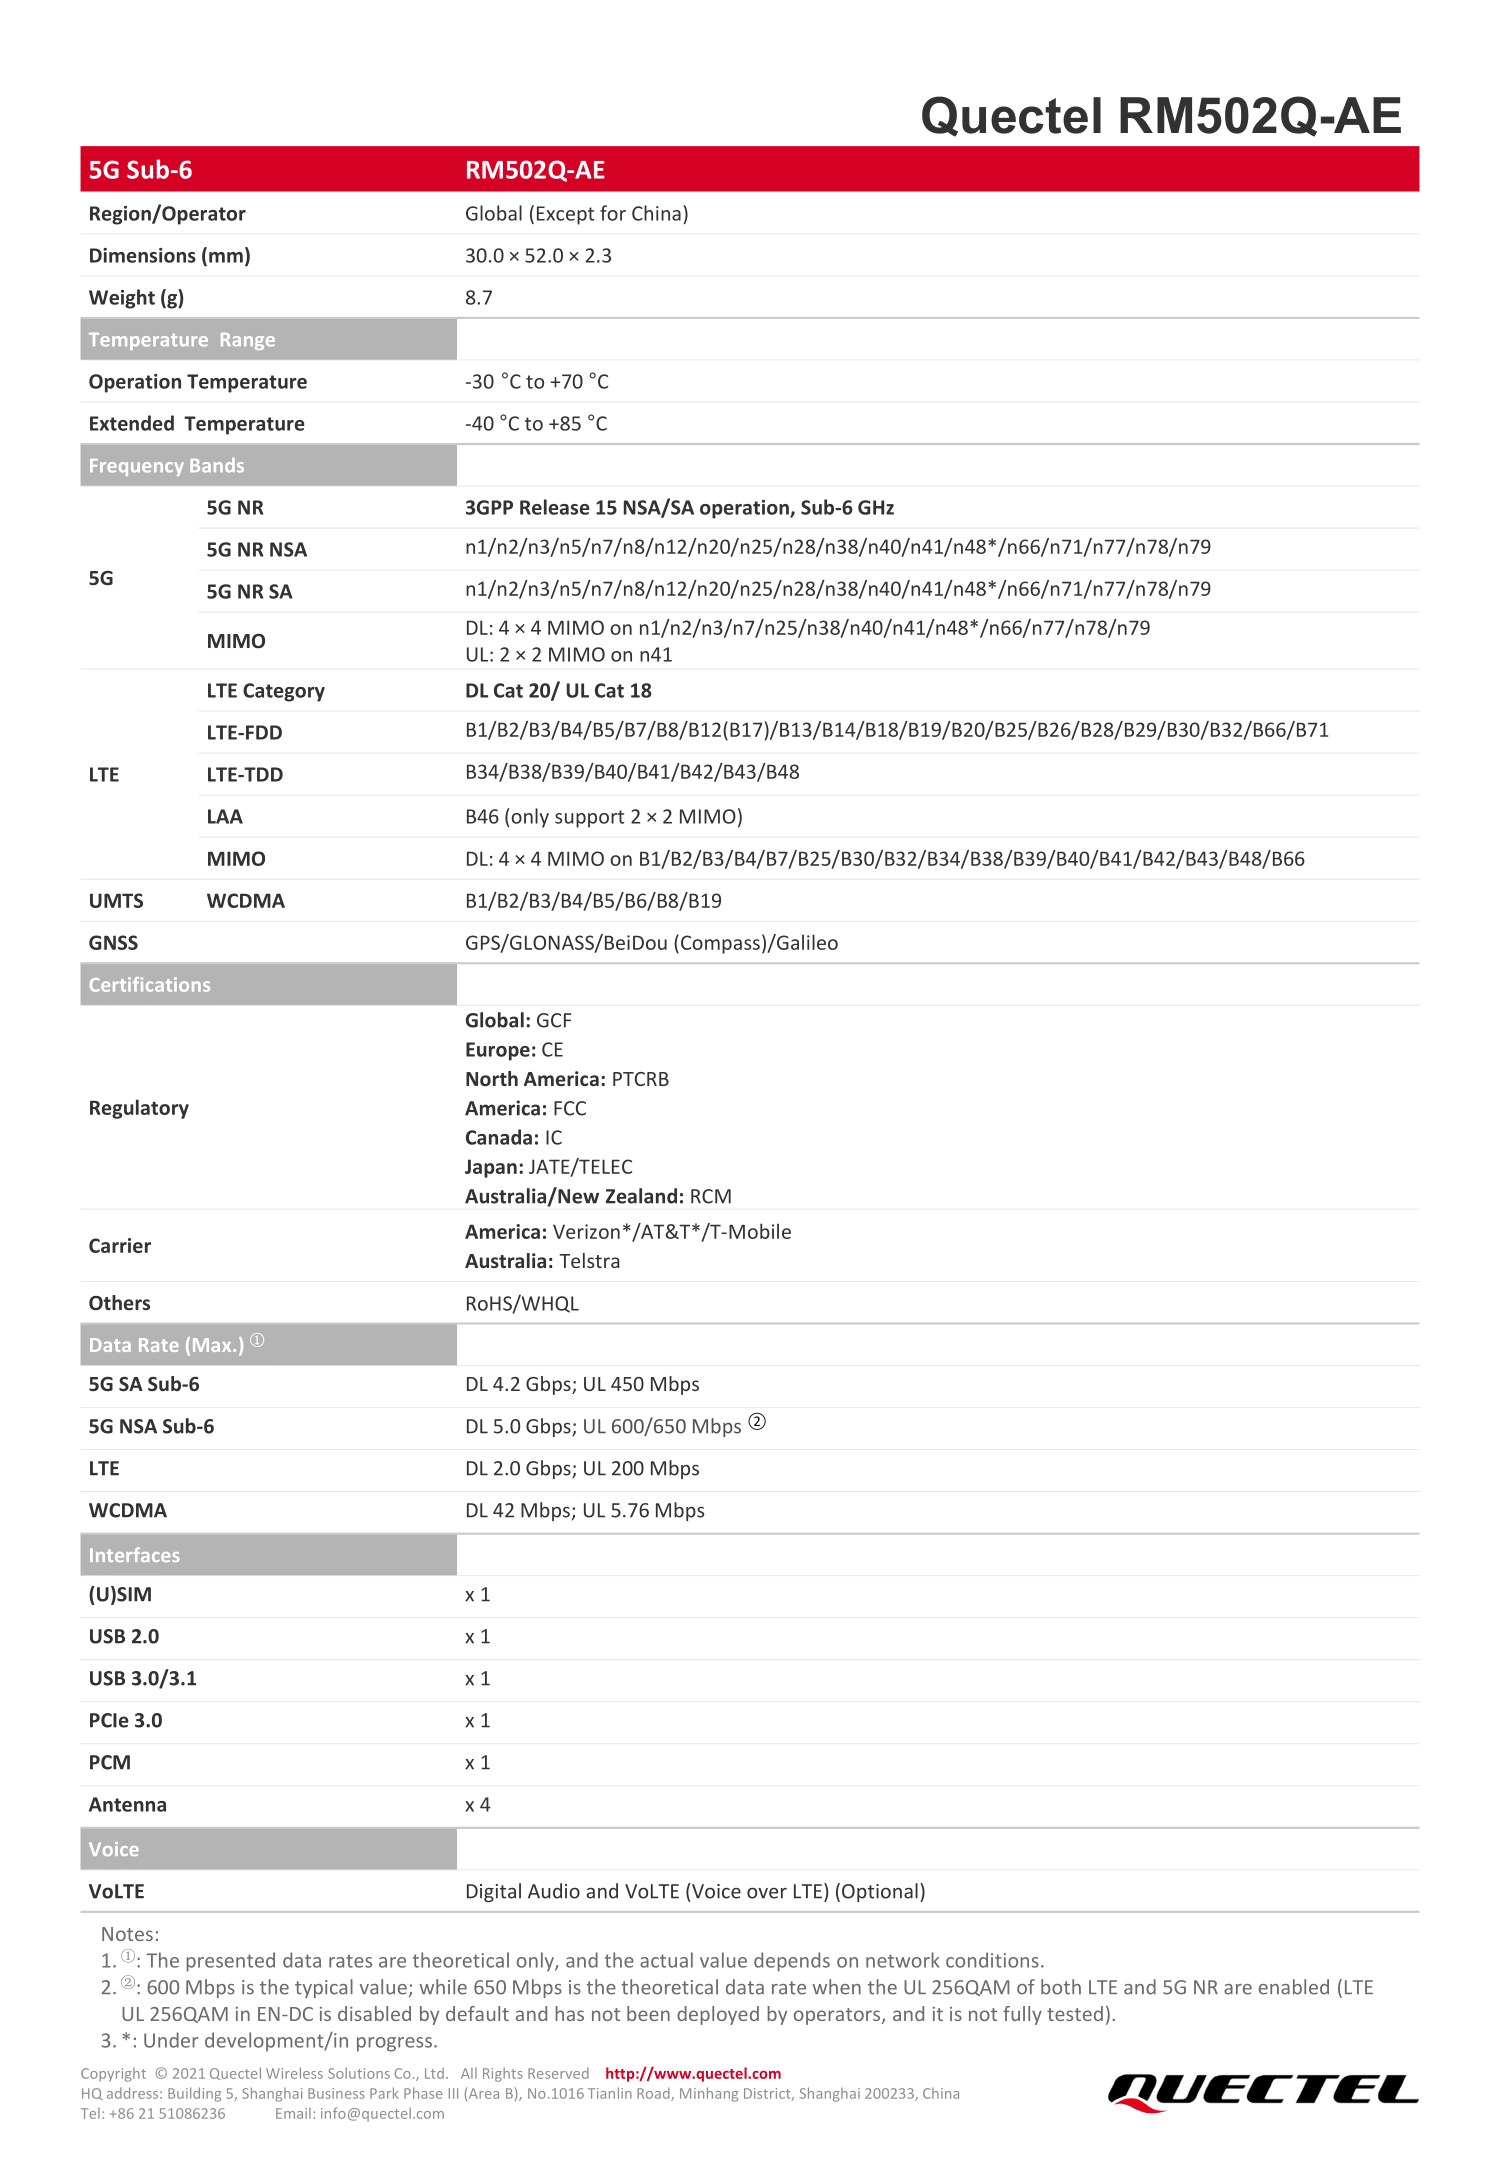 Quectel RM502Q-AE
5G Sub-6 RM502Q-AE
Region/Operator Global (Except for China)
Dimensions (mm) 30.0 × 52.0 × 2.3
Weight (g) 8.7
Temperature Range
Operation Temperature -30 °C to +70 °C
Extended Temperature -40 °C to +85 °C
Frequency Bands
5G NR 3GPP Release 15 NSA/SA operation, Sub-6 GHz
5G NR NSA n1/n2/n3/n5/n7/n8/n12/n20/n25/n28/n38/n40/n41/n48*/n66/n71/n77/n78/n79
5G
5G NR SA n1/n2/n3/n5/n7/n8/n12/n20/n25/n28/n38/n40/n41/n48*/n66/n71/n77/n78/n79
MIMO DL: 4 × 4 MIMO on n1/n2/n3/n7/n25/n38/n40/n41/n48*/n66/n77/n78/n79
UL: 2 × 2 MIMO on n41
LTE Category DL Cat 20/ UL Cat 18
LTE-FDD B1/B2/B3/B4/B5/B7/B8/B12(B17)/B13/B14/B18/B19/B20/B25/B26/B28/B29/B30/B32/B66/B71
LTE LTE-TDD B34/B38/B39/B40/B41/B42/B43/B48
LAA B46 (only support 2 × 2 MIMO)
MIMO DL: 4 × 4 MIMO on B1/B2/B3/B4/B7/B25/B30/B32/B34/B38/B39/B40/B41/B42/B43/B48/B66
UMTS WCDMA B1/B2/B3/B4/B5/B6/B8/B19
GNSS GPS/GLONASS/BeiDou (Compass)/Galileo
Certifications
Regulatory
Global: GCF
Europe: CE
North America: PTCRB
America: FCC
Canada: IC
Japan: JATE/TELEC
Australia/New Zealand: RCM
Carrier
America: Verizon*/AT&T*/T-Mobile
Australia: Telstra
Others RoHS/WHQL
Data Rate (Max.) ①
5G SA Sub-6 DL 4.2 Gbps; UL 450 Mbps
5G NSA Sub-6 DL 5.0 Gbps; UL 600/650 Mbps ②
LTE DL 2.0 Gbps; UL 200 Mbps
WCDMA DL 42 Mbps; UL 5.76 Mbps
Interfaces
(U)SIM x 1
USB 2.0 x 1
USB 3.0/3.1 x 1
PCIe 3.0 x 1
PCM x 1
Antenna x 4
Voice
VoLTE Digital Audio and VoLTE (Voice over LTE) (Optional)
Notes:
1. ①: The presented data rates are theoretical only, and the actual value depends on network conditions.
2. ②: 600 Mbps is the typical value; while 650 Mbps is the theoretical data rate when the UL 256QAM of both LTE and 5G NR are enabled (LTE
UL 256QAM in EN-DC is disabled by default and has not been deployed by operators, and it is not fully tested).
3. *: Under development/in progress.
Copyright © 2021 Quectel Wireless Solutions Co., Ltd. All Rights Reserved http://www.quectel.com
HQ address: Building 5, Shanghai Business Park Phase III (Area B), No.1016 Tianlin Road, Minhang District, Shanghai 200233, China
Tel: +86 21 51086236 Email: info@quectel.com
QUECTEL